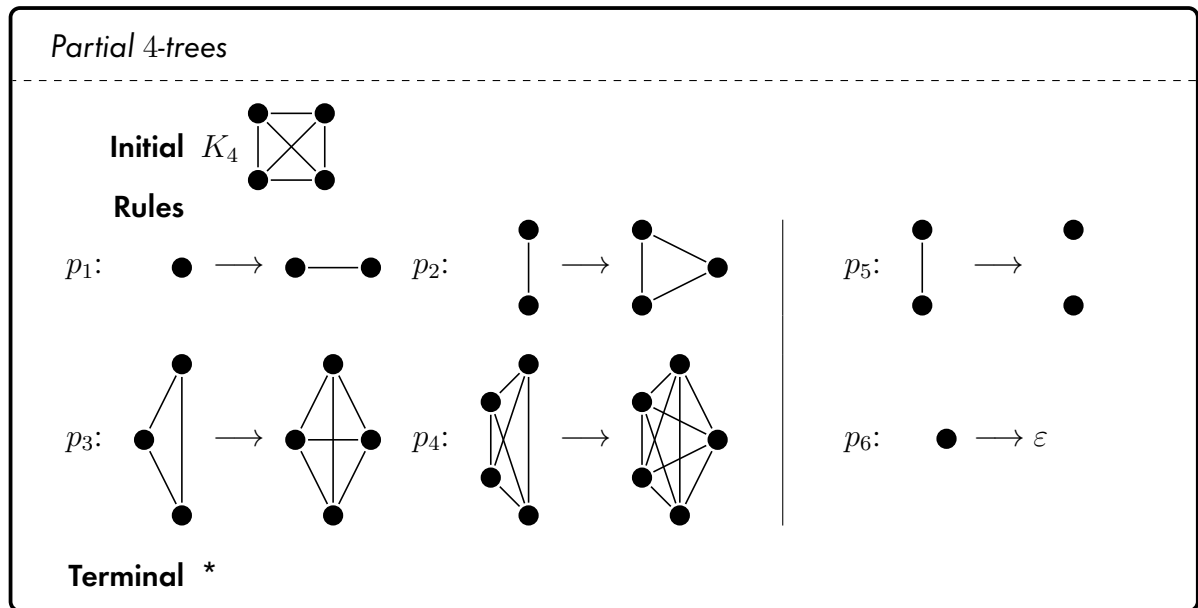 Partial 4-trees
Initial K₄
Rules
p₁: ⟶ p₂: ⟶ p₅: ⟶
p₃: ⟶ p₄: ⟶ p₆: ⟶ ε
Terminal *